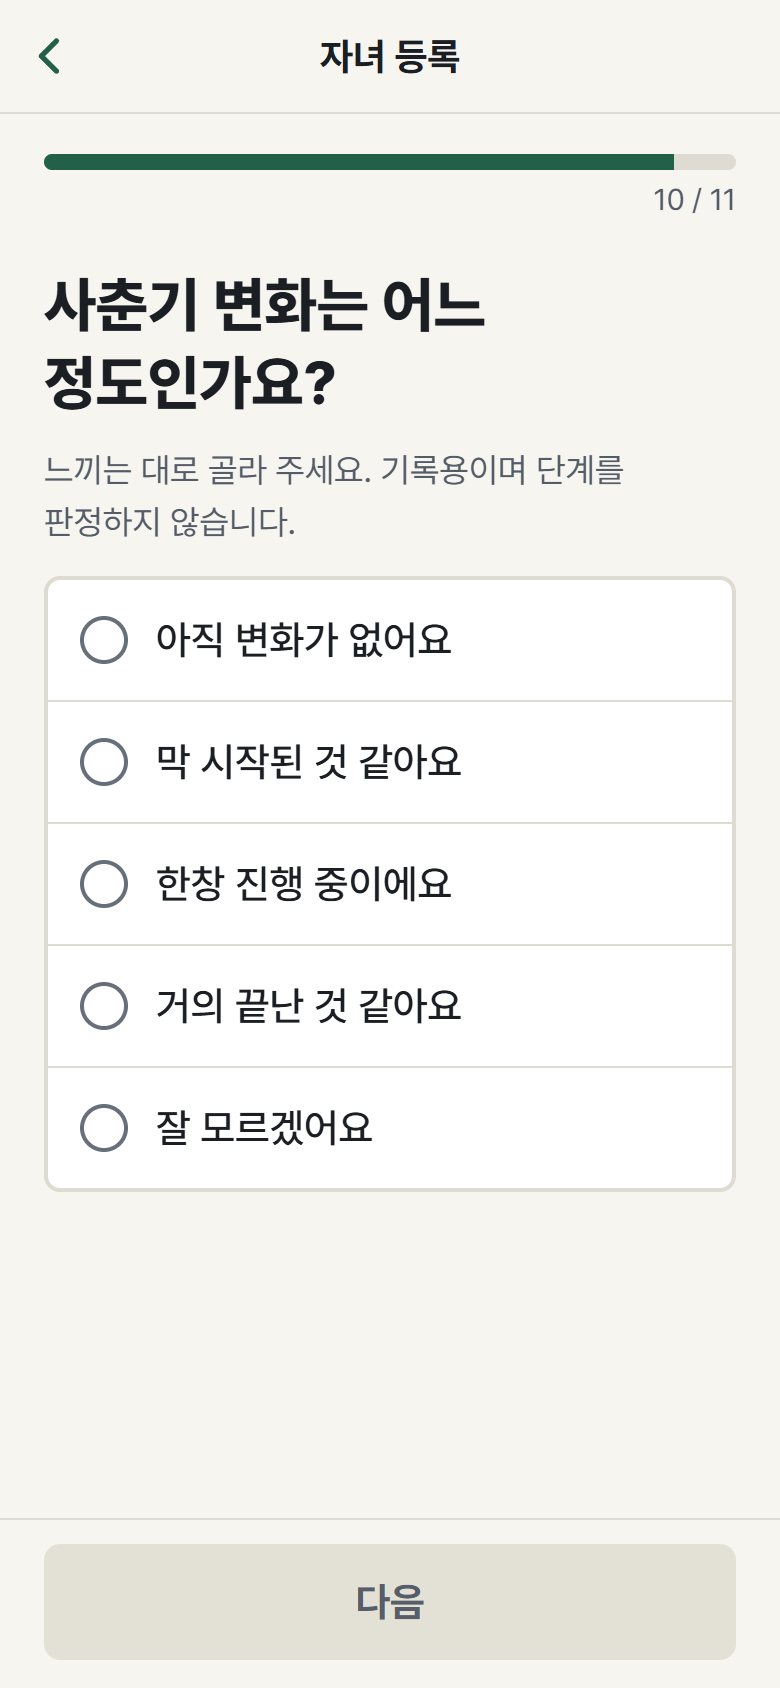 자녀 등록
10 / 11
사춘기 변화는 어느
정도인가요?
느끼는 대로 골라 주세요. 기록용이며 단계를
판정하지 않습니다.
아직 변화가 없어요
막 시작된 것 같아요
한창 진행 중이에요
거의 끝난 것 같아요
잘 모르겠어요
다음